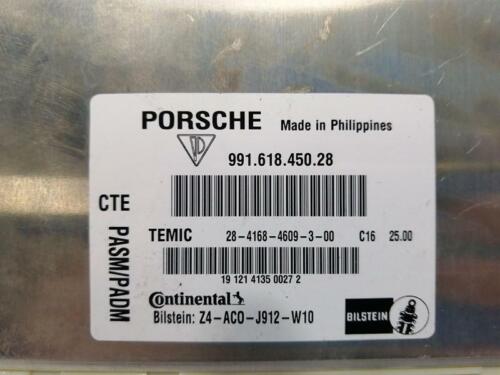 PORSCHE Made in Philippines
991.618.450.28
CTE PASM/PADM
TEMIC 28-4168-4609-3-00 C16 25.00
19 121 4135 0027 2
Continental
Bilstein: Z4-ACO-J912-W10
BILSTEIN